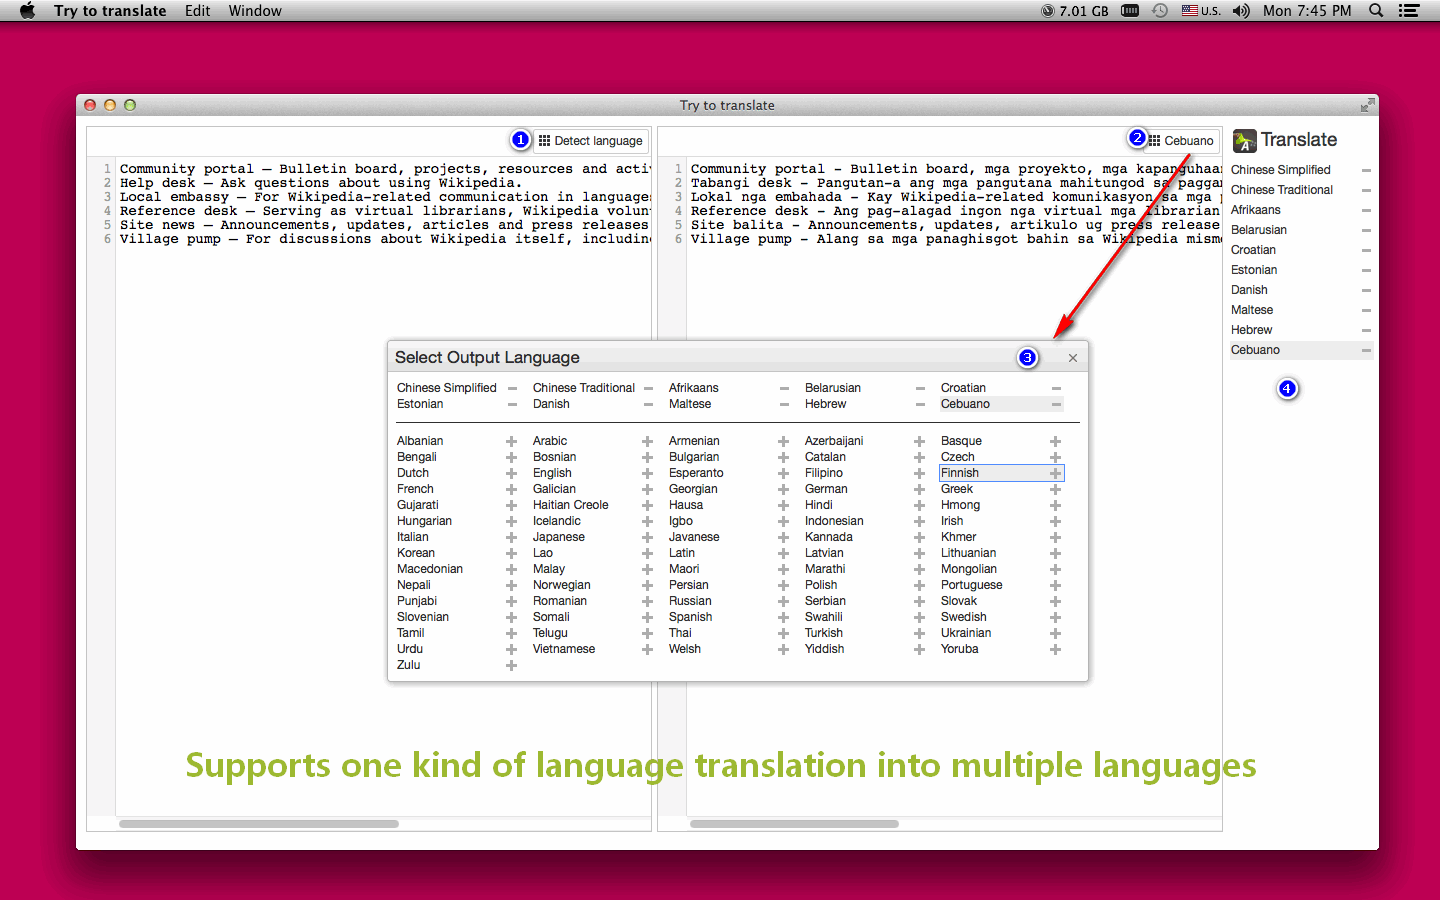 Try to translate Edit Window 7.01 GB U.S. Mon 7:45 PM
Try to translate
1 Detect language
2 Cebuano
Translate
1 Community portal – Bulletin board, projects, resources and activ
2 Help desk – Ask questions about using Wikipedia.
3 Local embassy – For Wikipedia-related communication in languages
4 Reference desk – Serving as virtual librarians, Wikipedia volun
5 Site news – Announcements, updates, articles and press releases
6 Village pump – For discussions about Wikipedia itself, including
1 Community portal - Bulletin board, mga proyekto, mga kapanguhaan
2 Tabangi desk - Pangutan-a ang mga pangutana mahitungod sa paggam
3 Lokal nga embahada - Kay Wikipedia-related komunikasyon sa mga p
4 Reference desk - Ang pag-alagad ingon nga virtual mga librarian
5 Site balita - Announcements, updates, artikulo ug press release
6 Village pump - Alang sa mga panaghisgot bahin sa Wikipedia mismo
Chinese Simplified
Chinese Traditional
Afrikaans
Belarusian
Croatian
Estonian
Danish
Maltese
Hebrew
Cebuano
4
Select Output Language 3
Chinese Simplified Chinese Traditional Afrikaans Belarusian Croatian
Estonian Danish Maltese Hebrew Cebuano
Albanian Arabic Armenian Azerbaijani Basque
Bengali Bosnian Bulgarian Catalan Czech
Dutch English Esperanto Filipino Finnish
French Galician Georgian German Greek
Gujarati Haitian Creole Hausa Hindi Hmong
Hungarian Icelandic Igbo Indonesian Irish
Italian Japanese Javanese Kannada Khmer
Korean Lao Latin Latvian Lithuanian
Macedonian Malay Maori Marathi Mongolian
Nepali Norwegian Persian Polish Portuguese
Punjabi Romanian Russian Serbian Slovak
Slovenian Somali Spanish Swahili Swedish
Tamil Telugu Thai Turkish Ukrainian
Urdu Vietnamese Welsh Yiddish Yoruba
Zulu
Supports one kind of language translation into multiple languages